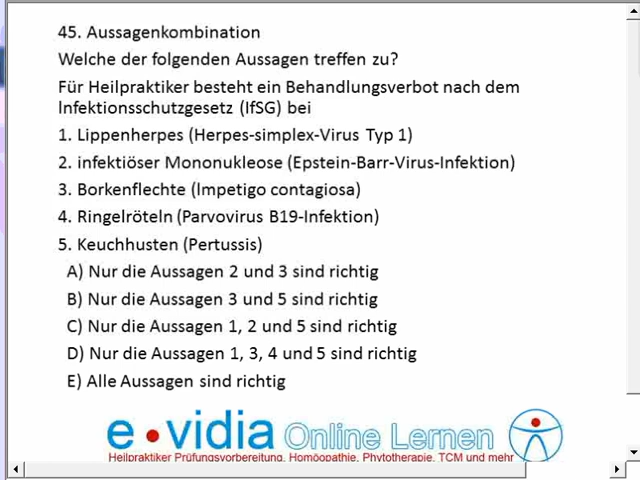 45. Aussagenkombination
Welche der folgenden Aussagen treffen zu?
Für Heilpraktiker besteht ein Behandlungsverbot nach dem
Infektionsschutzgesetz (IfSG) bei
1. Lippenherpes (Herpes-simplex-Virus Typ 1)
2. infektiöser Mononukleose (Epstein-Barr-Virus-Infektion)
3. Borkenflechte (Impetigo contagiosa)
4. Ringelröteln (Parvovirus B19-Infektion)
5. Keuchhusten (Pertussis)
A) Nur die Aussagen 2 und 3 sind richtig
B) Nur die Aussagen 3 und 5 sind richtig
C) Nur die Aussagen 1, 2 und 5 sind richtig
D) Nur die Aussagen 1, 3, 4 und 5 sind richtig
E) Alle Aussagen sind richtig
e•vidia Online Lernen
Heilpraktiker Prüfungsvorbereitung, Homöopathie, Phytotherapie, TCM und mehr